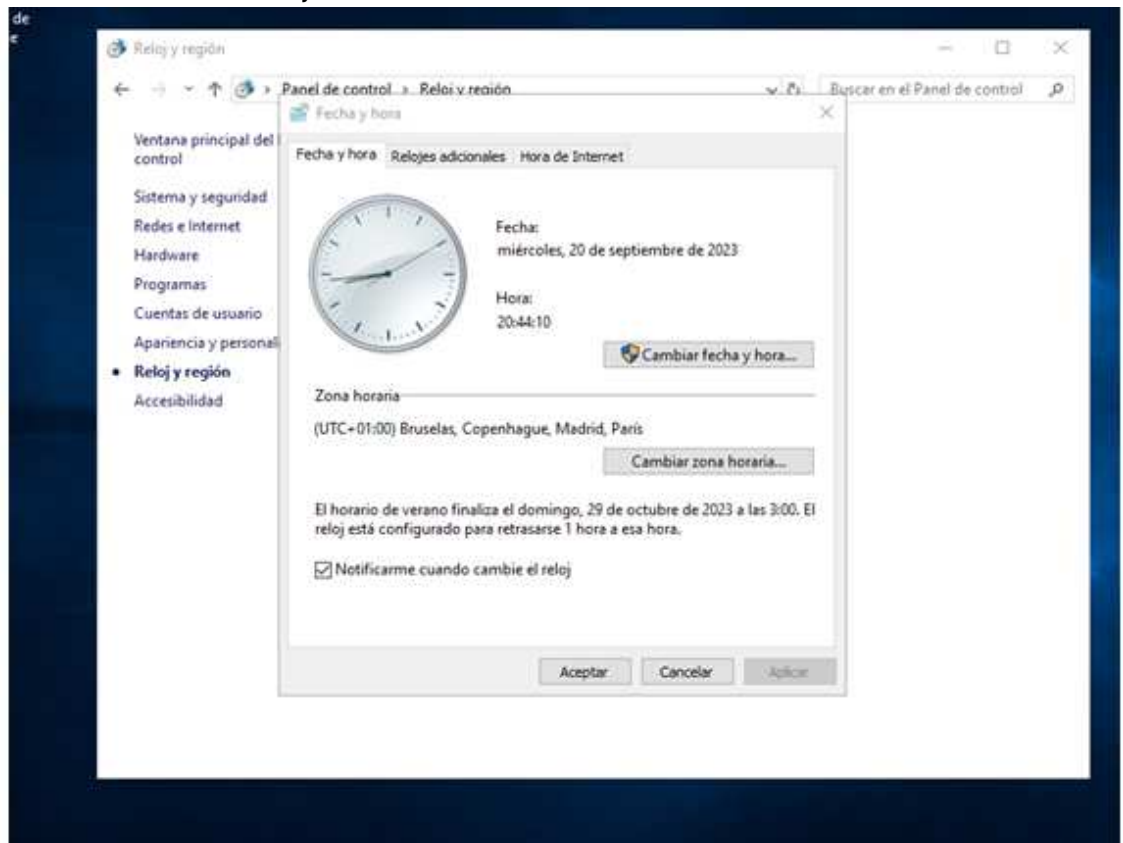 de
Reloj y región
Panel de control › Reloj y región
Buscar en el Panel de control
Ventana principal del
control
Sistema y seguridad
Redes e Internet
Hardware
Programas
Cuentas de usuario
Apariencia y personali
Reloj y región
Accesibilidad
Fecha y hora
Fecha y hora Relojes adicionales Hora de Internet
Fecha:
miércoles, 20 de septiembre de 2023
Hora:
20:44:10
Cambiar fecha y hora...
Zona horaria
(UTC+01:00) Bruselas, Copenhague, Madrid, París
Cambiar zona horaria...
El horario de verano finaliza el domingo, 29 de octubre de 2023 a las 3:00. El
reloj está configurado para retrasarse 1 hora a esa hora.
Notificarme cuando cambie el reloj
Aceptar Cancelar Aplicar